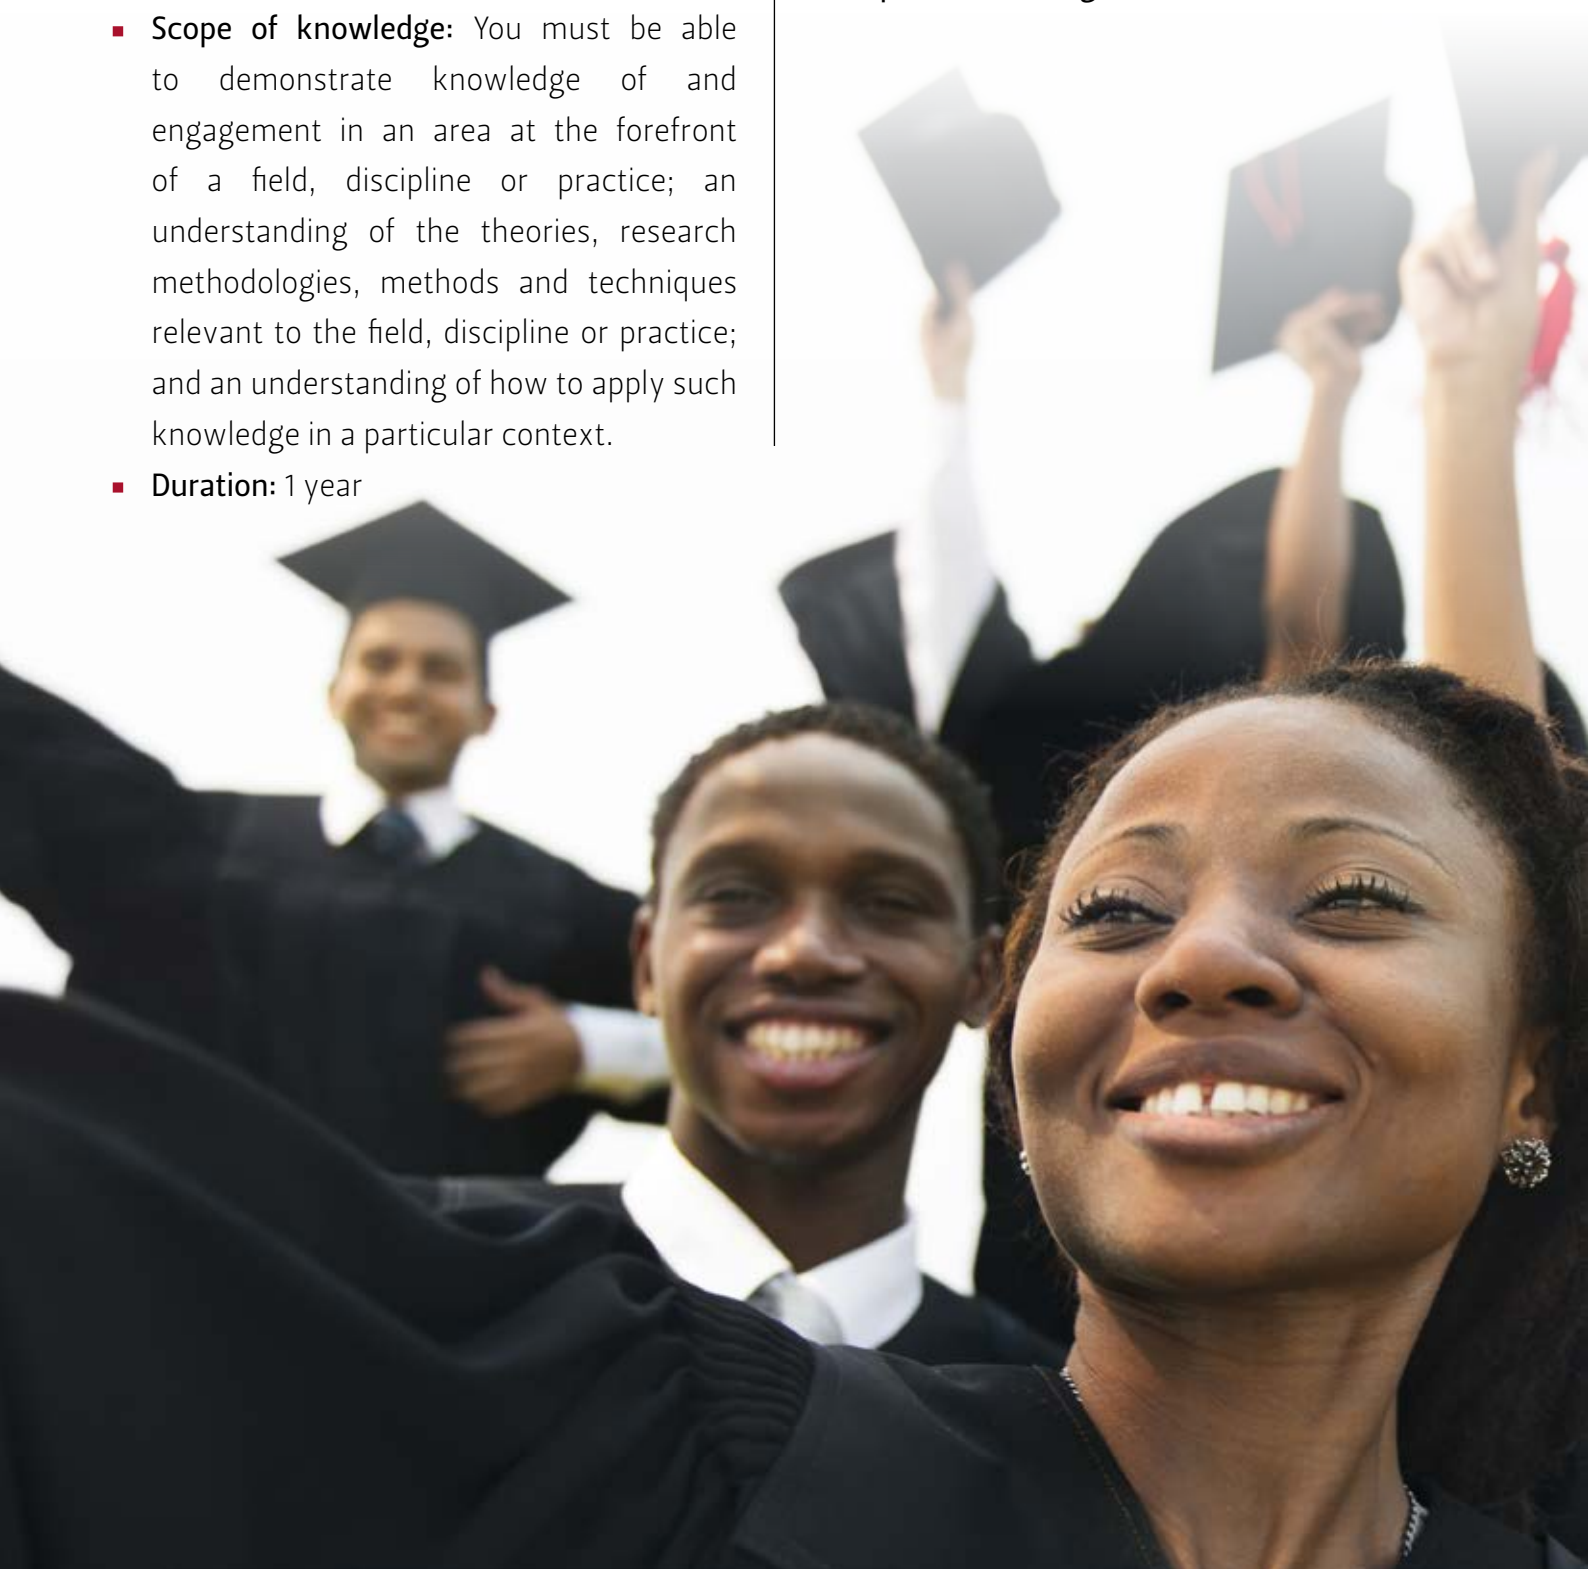 Scope of knowledge: You must be able
to demonstrate knowledge of and
engagement in an area at the forefront
of a field, discipline or practice; an
understanding of the theories, research
methodologies, methods and techniques
relevant to the field, discipline or practice;
and an understanding of how to apply such
knowledge in a particular context.
Duration: 1 year